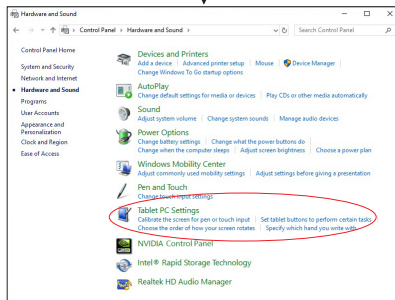 Hardware and Sound
Control Panel > Hardware and Sound >
Search Control Panel
Control Panel Home
System and Security
Network and Internet
Hardware and Sound
Programs
User Accounts
Appearance and
Personalization
Clock and Region
Ease of Access
Devices and Printers
Add a device | Advanced printer setup | Mouse | Device Manager |
Change Windows To Go startup options
AutoPlay
Change default settings for media or devices | Play CDs or other media automatically
Sound
Adjust system volume | Change system sounds | Manage audio devices
Power Options
Change battery settings | Change what the power buttons do |
Change when the computer sleeps | Adjust screen brightness | Choose a power plan
Windows Mobility Center
Adjust commonly used mobility settings | Adjust settings before giving a presentation
Pen and Touch
Change touch input settings
Tablet PC Settings
Calibrate the screen for pen or touch input | Set tablet buttons to perform certain tasks
Choose the order of how your screen rotates | Specify which hand you write with
NVIDIA Control Panel
Intel® Rapid Storage Technology
Realtek HD Audio Manager